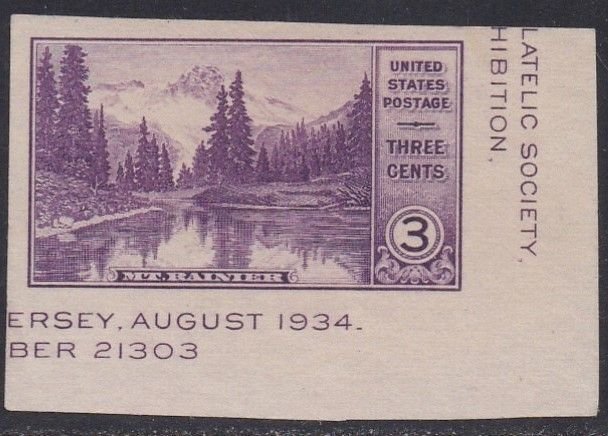 UNITED
STATES
POSTAGE
THREE
CENTS
3
MT. RAINIER
LATELIC SOCIETY,
HIBITION,
ERSEY, AUGUST 1934.
BER 21303